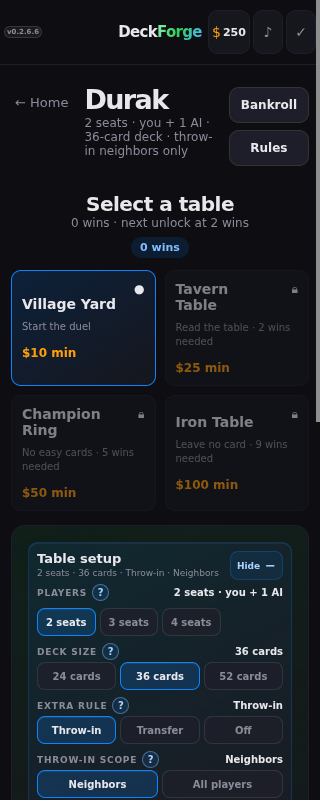 v0.2.6.6
DeckForge
$ 250
♪
✓
← Home
Durak
2 seats · you + 1 AI ·
36-card deck · throw-
in neighbors only
Bankroll
Rules
Select a table
0 wins · next unlock at 2 wins
0 wins
Village Yard
Start the duel
$10 min
Tavern
Table
Read the table · 2 wins
needed
$25 min
Champion
Ring
No easy cards · 5 wins
needed
$50 min
Iron Table
Leave no card · 9 wins
needed
$100 min
Table setup
2 seats · 36 cards · Throw-in · Neighbors
Hide —
PLAYERS ?
2 seats · you + 1 AI
2 seats
3 seats
4 seats
DECK SIZE ?
36 cards
24 cards
36 cards
52 cards
EXTRA RULE ?
Throw-in
Throw-in
Transfer
Off
THROW-IN SCOPE ?
Neighbors
Neighbors
All players